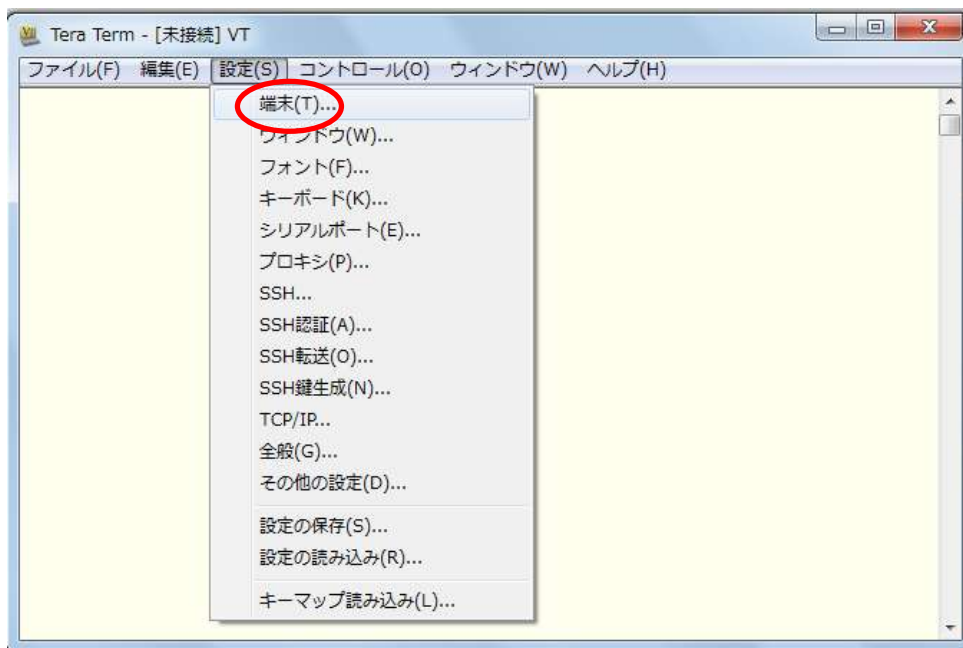 Tera Term - [未接続] VT
ファイル(F) 編集(E) 設定(S) コントロール(O) ウィンドウ(W) ヘルプ(H)
端末(T)...
ウィンドウ(W)...
フォント(F)...
キーボード(K)...
シリアルポート(E)...
プロキシ(P)...
SSH...
SSH認証(A)...
SSH転送(O)...
SSH鍵生成(N)...
TCP/IP...
全般(G)...
その他の設定(D)...
設定の保存(S)...
設定の読み込み(R)...
キーマップ読み込み(L)...